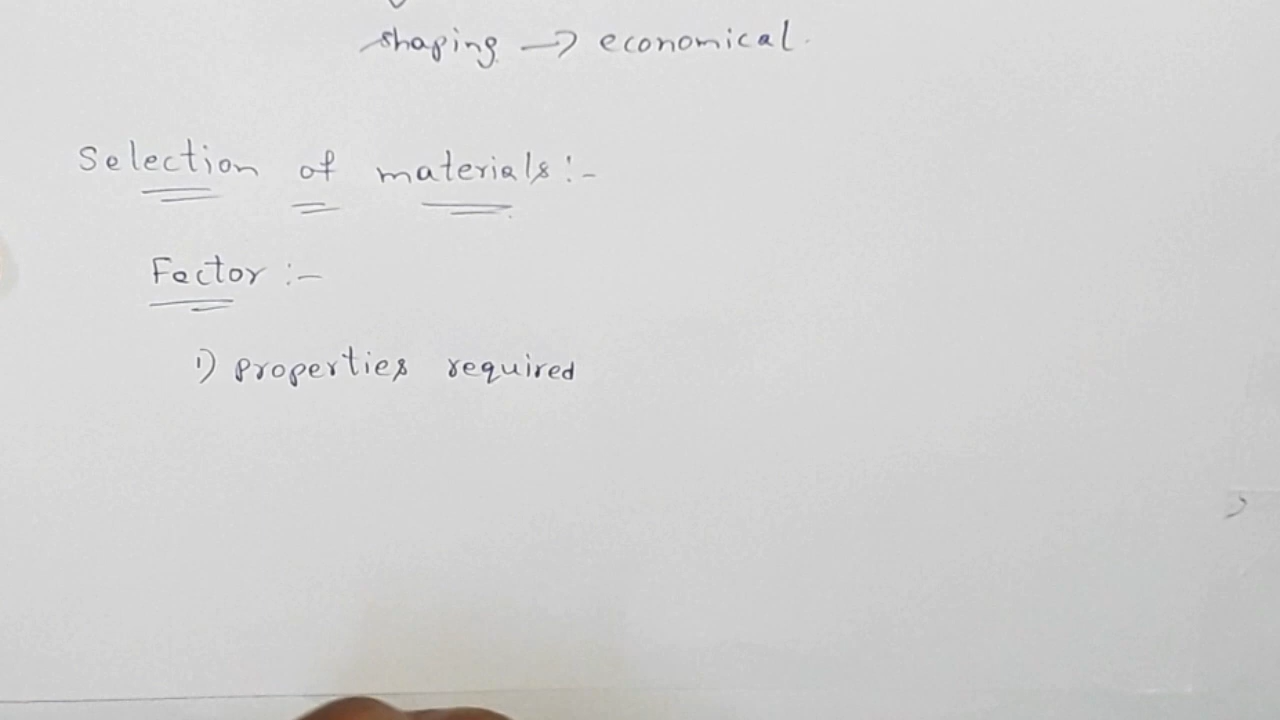 shaping → economical.
Selection of materials:-
Factor :-
1) properties required